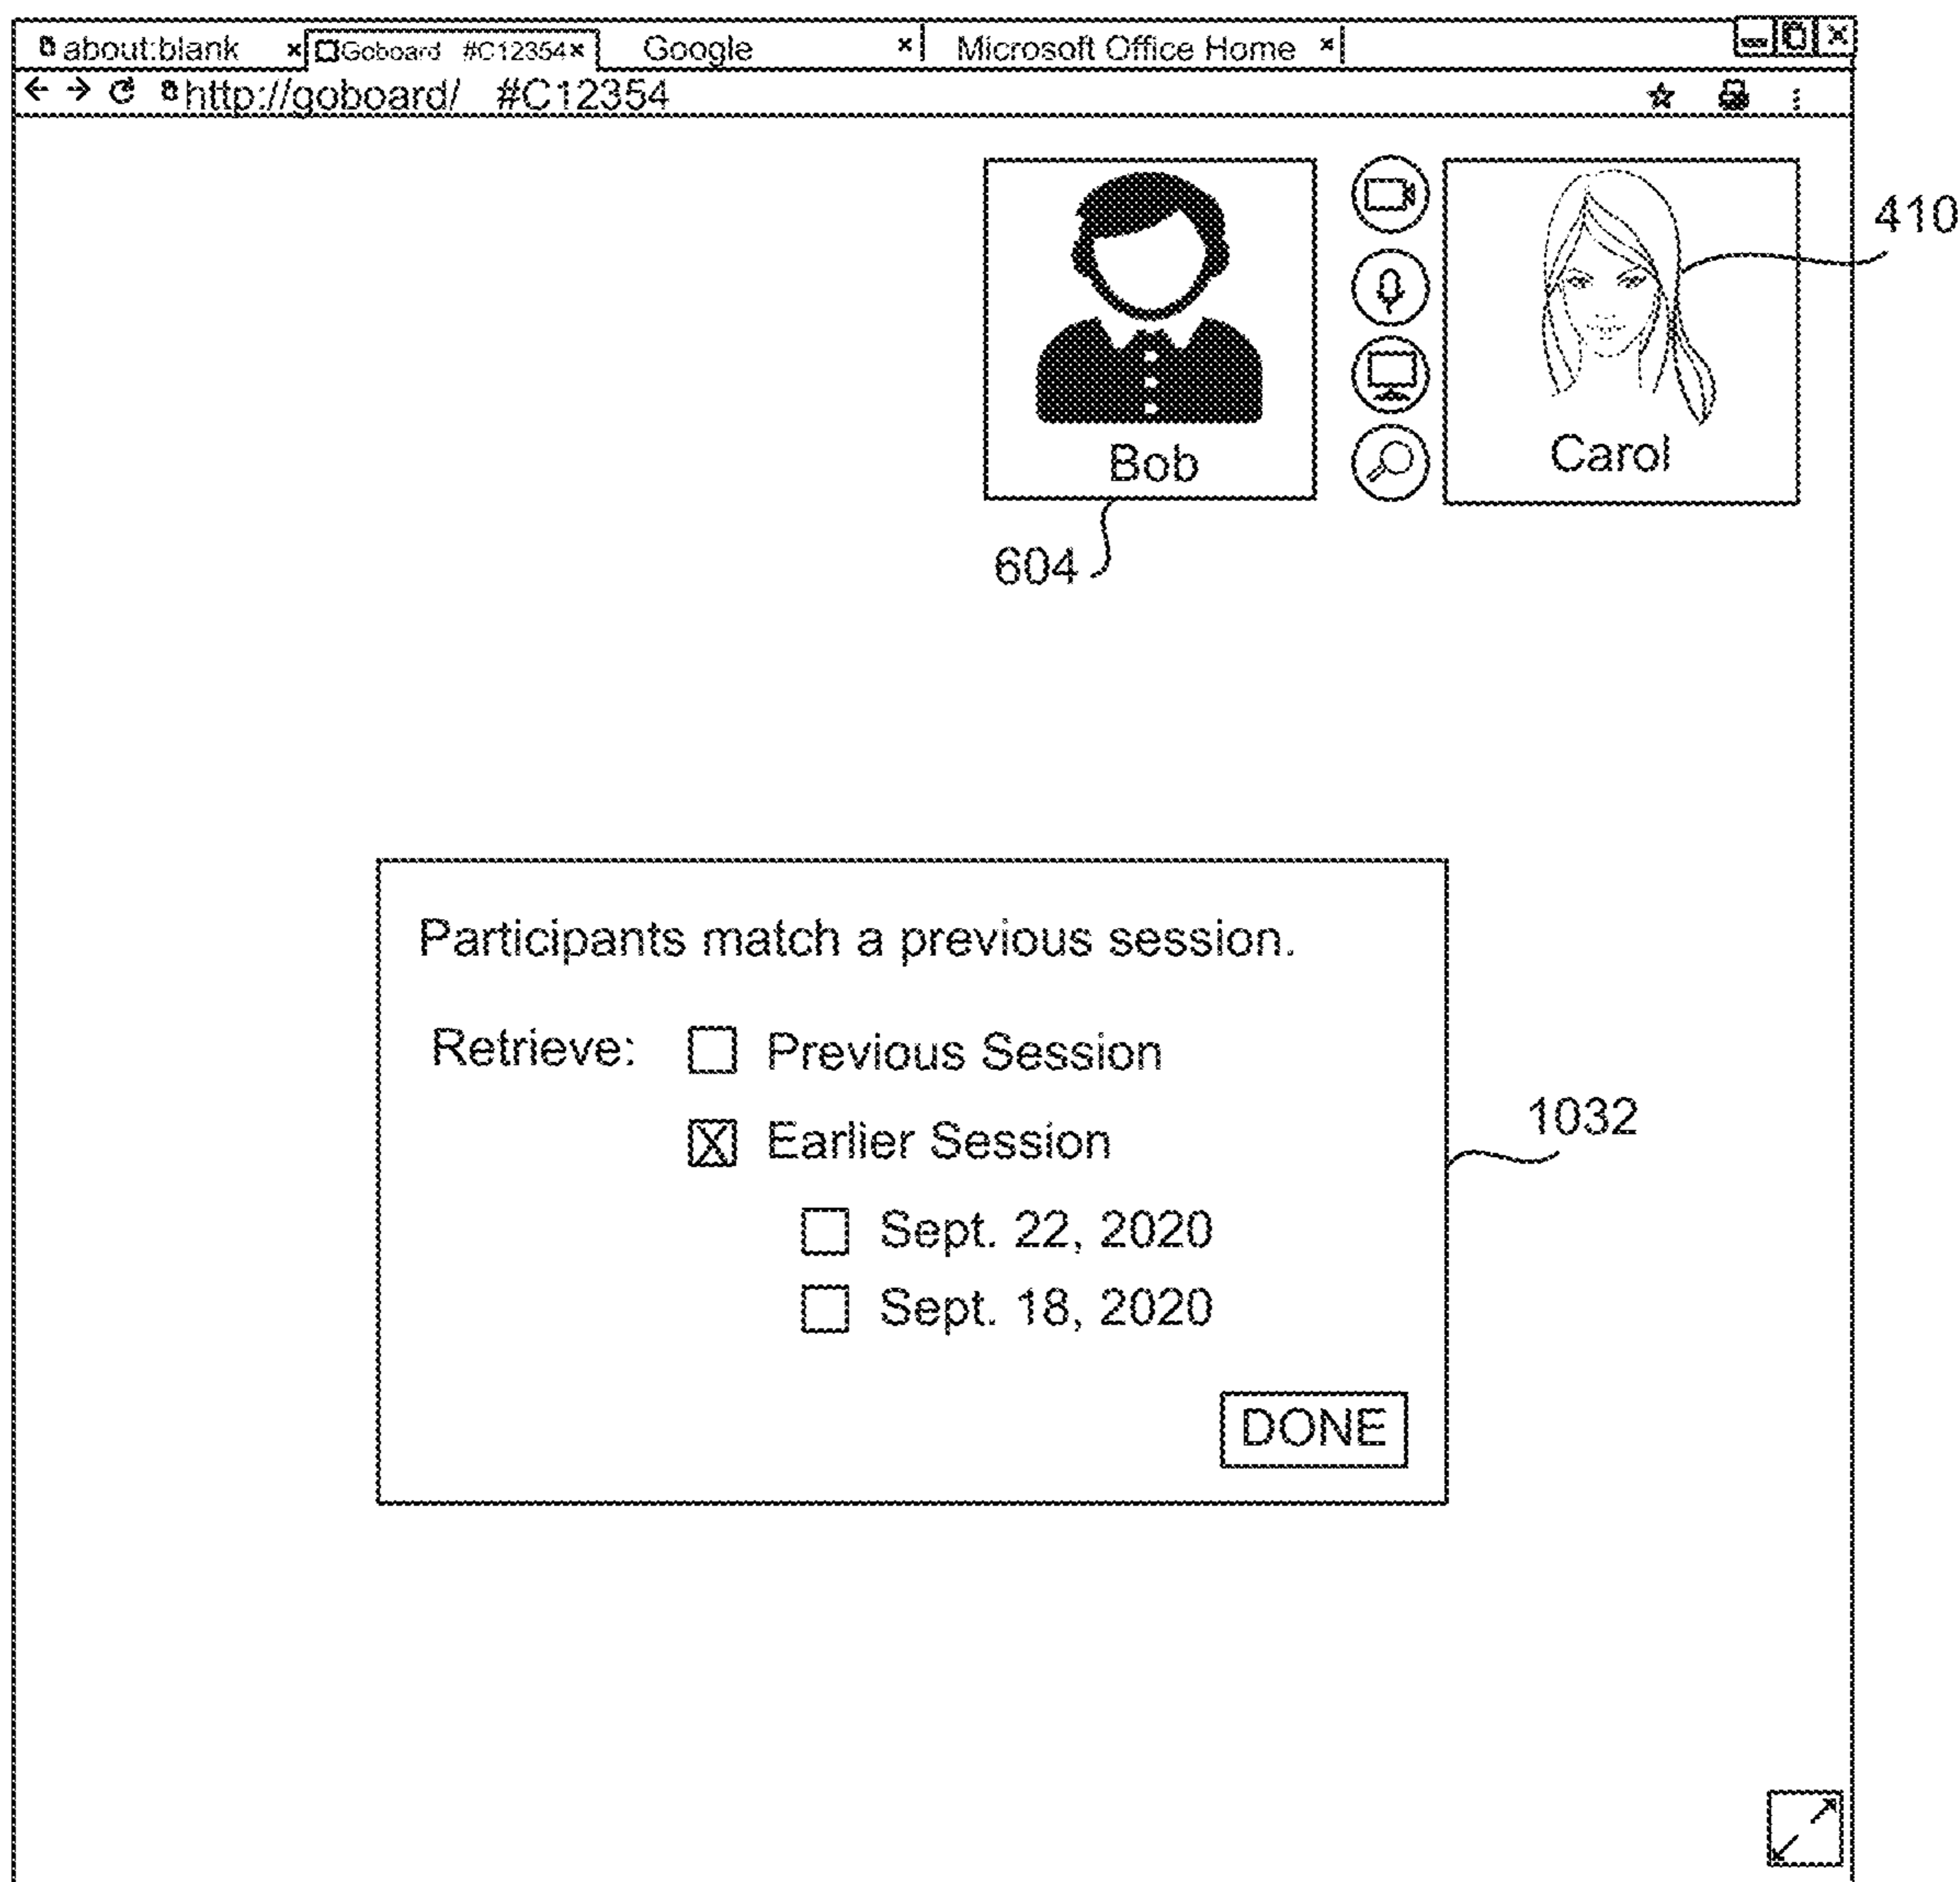 about:blank × Goboard #C12354× Google × Microsoft Office Home ×
http://goboard/ #C12354
410
Bob
Carol
604
Participants match a previous session.
Retrieve: Previous Session
X Earlier Session
1032
Sept. 22, 2020
Sept. 18, 2020
DONE